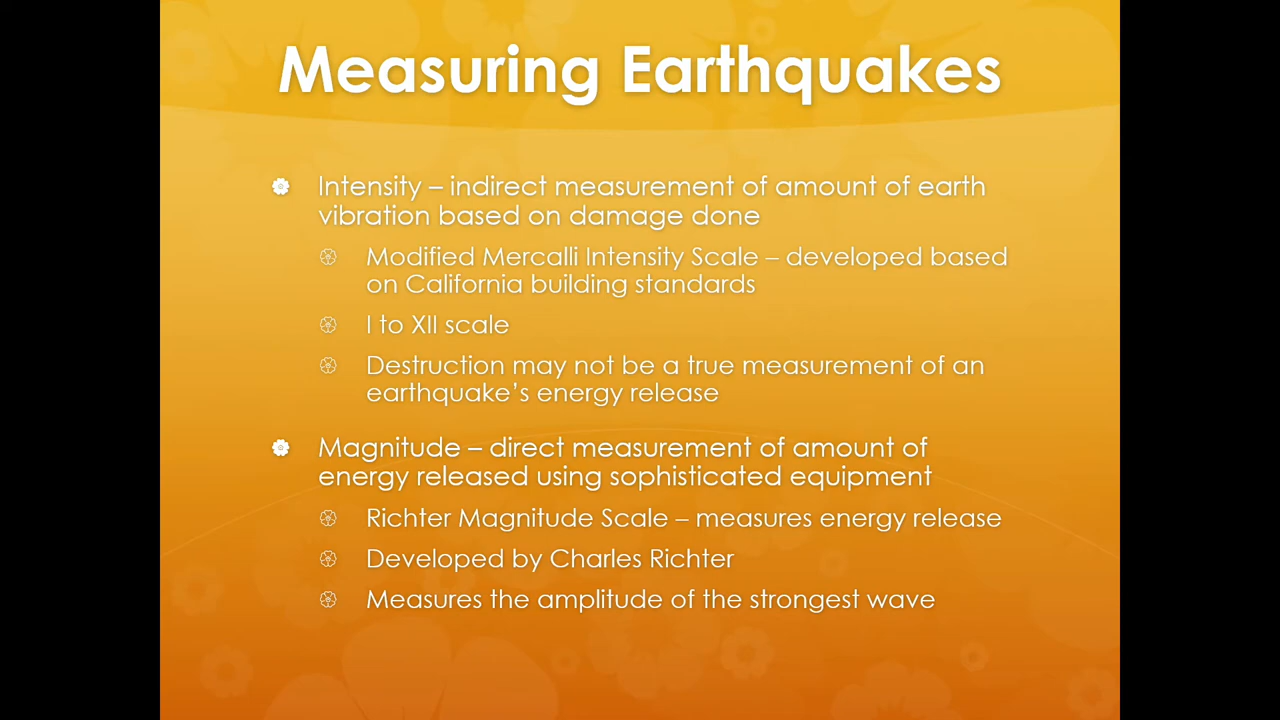 Measuring Earthquakes
Intensity – indirect measurement of amount of earth
vibration based on damage done
Modified Mercalli Intensity Scale – developed based
on California building standards
I to XII scale
Destruction may not be a true measurement of an
earthquake’s energy release
Magnitude – direct measurement of amount of
energy released using sophisticated equipment
Richter Magnitude Scale – measures energy release
Developed by Charles Richter
Measures the amplitude of the strongest wave